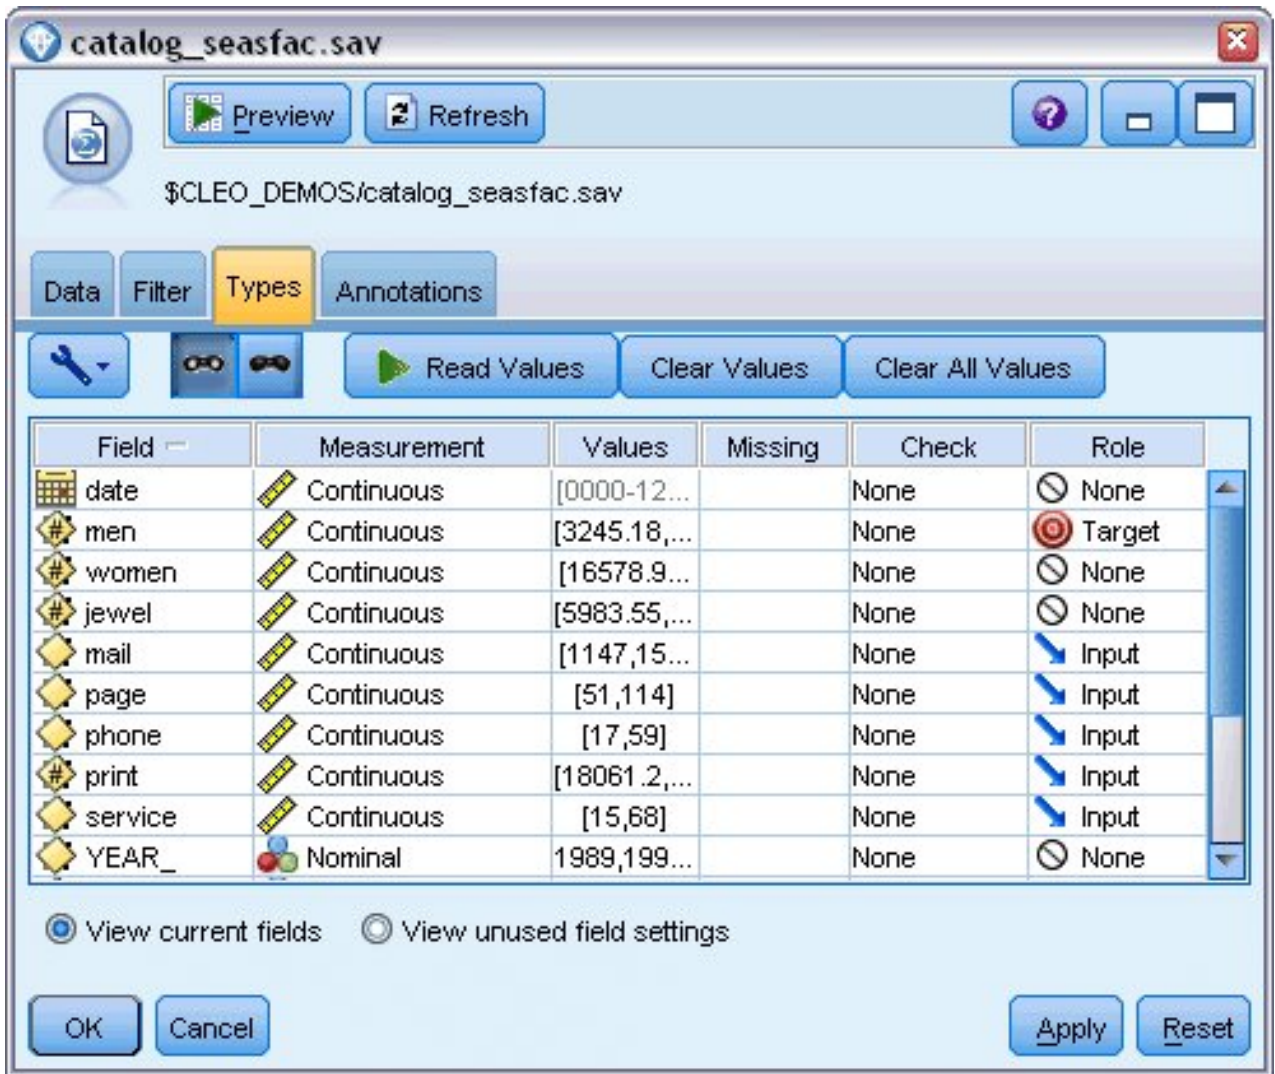 catalog_seasfac.sav
Preview Refresh
$CLEO_DEMOS/catalog_seasfac.sav
Data Filter Types Annotations
Read Values Clear Values Clear All Values
Field Measurement Values Missing Check Role
date Continuous [0000-12... None None
# men Continuous [3245.18,... None Target
# women Continuous [16578.9... None None
# jewel Continuous [5983.55,... None None
mail Continuous [1147,15... None Input
page Continuous [51,114] None Input
phone Continuous [17,59] None Input
# print Continuous [18061.2,... None Input
service Continuous [15,68] None Input
YEAR_ Nominal 1989,199... None None
View current fields View unused field settings
OK Cancel Apply Reset